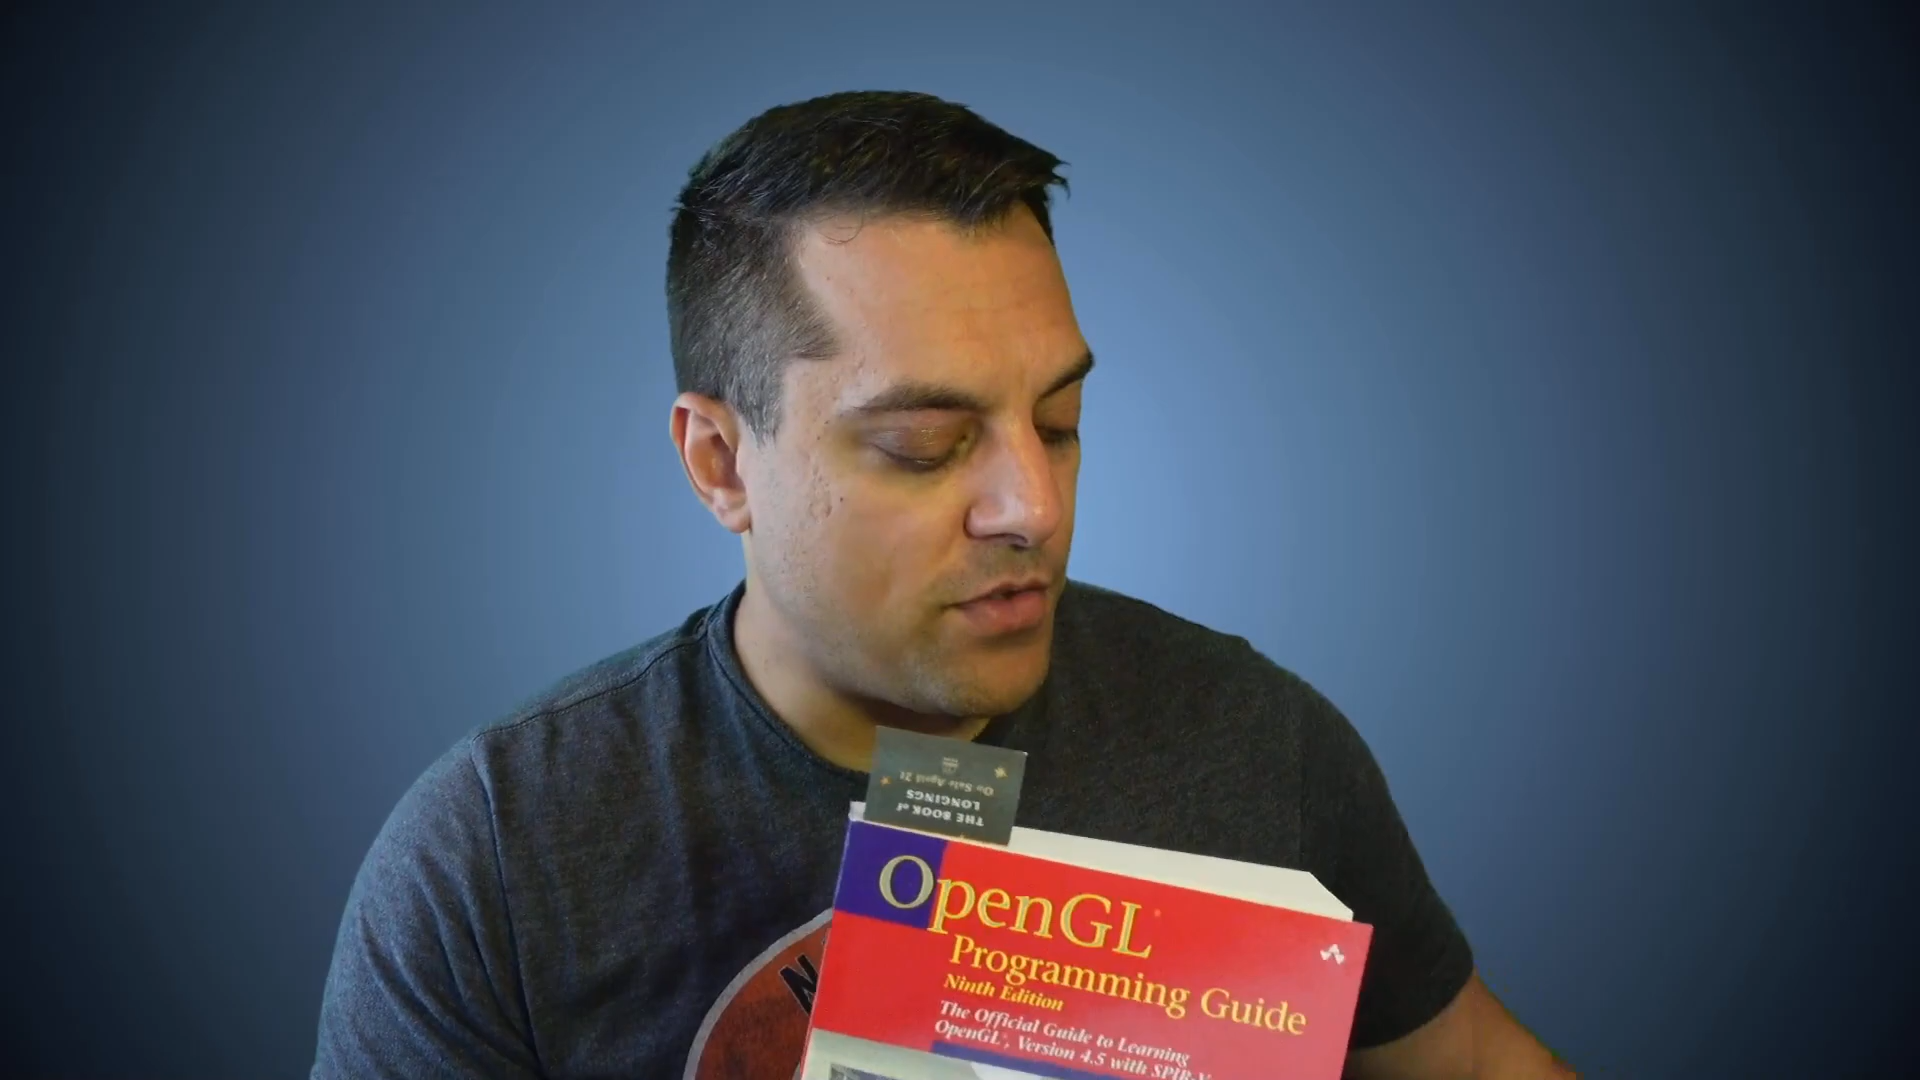 THE BOOK of
LONGINGS
On Sale April 21
OpenGL
Programming Guide
Ninth Edition
The Official Guide to Learning
OpenGL®, Version 4.5 with SPIR-V
N